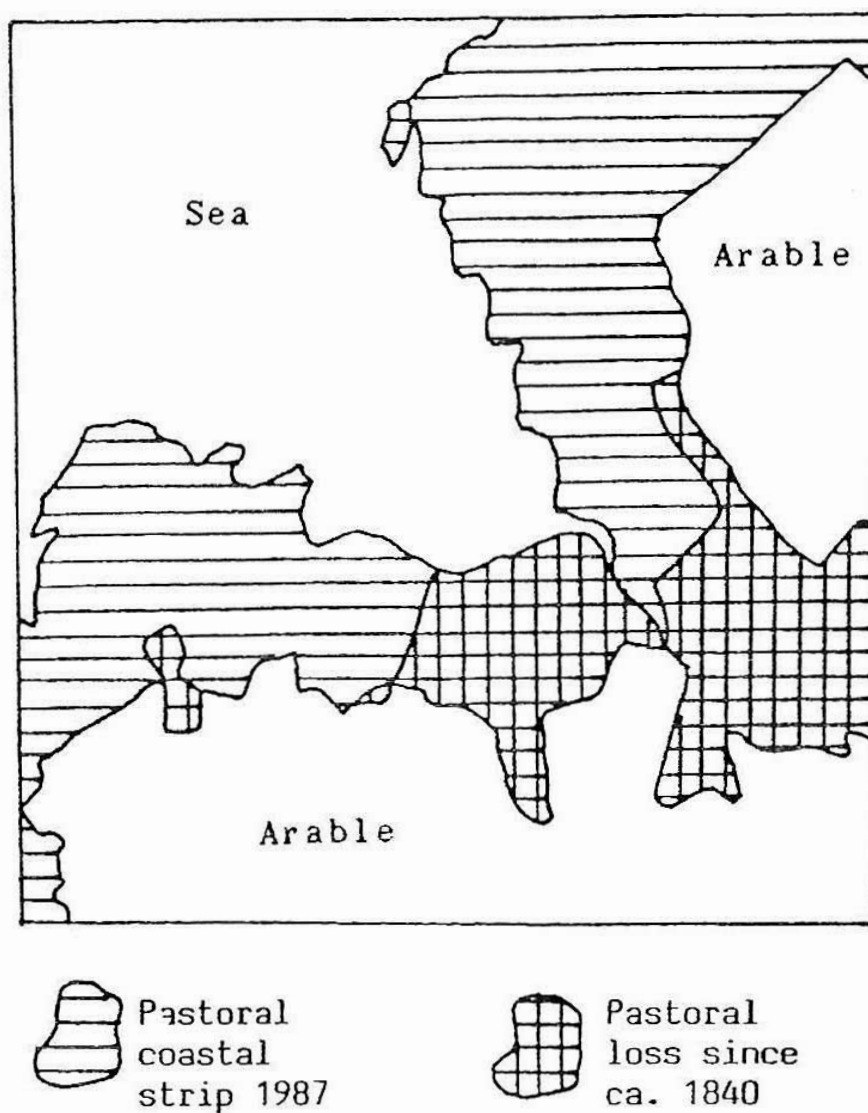 Sea
Arable
Arable
Pastoral
coastal
strip 1987
Pastoral
loss since
ca. 1840